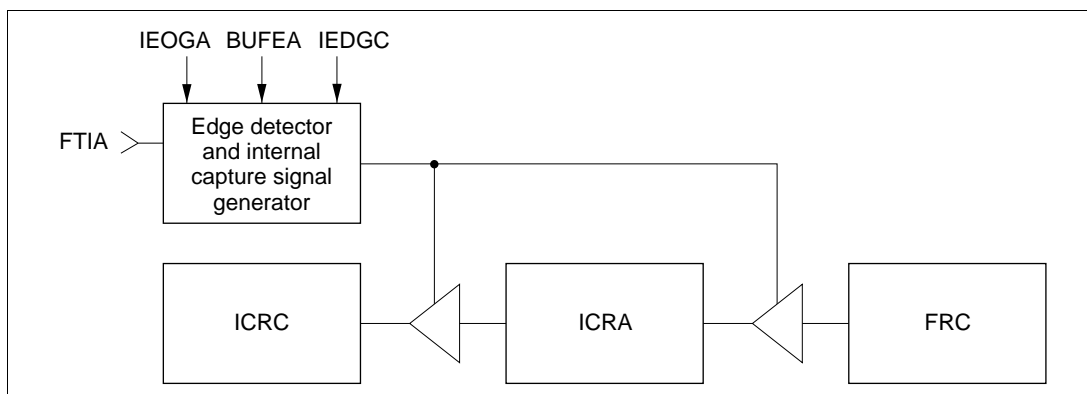 IEOGA BUFEA IEDGC
FTIA
Edge detector
and internal
capture signal
generator
ICRC ICRA FRC